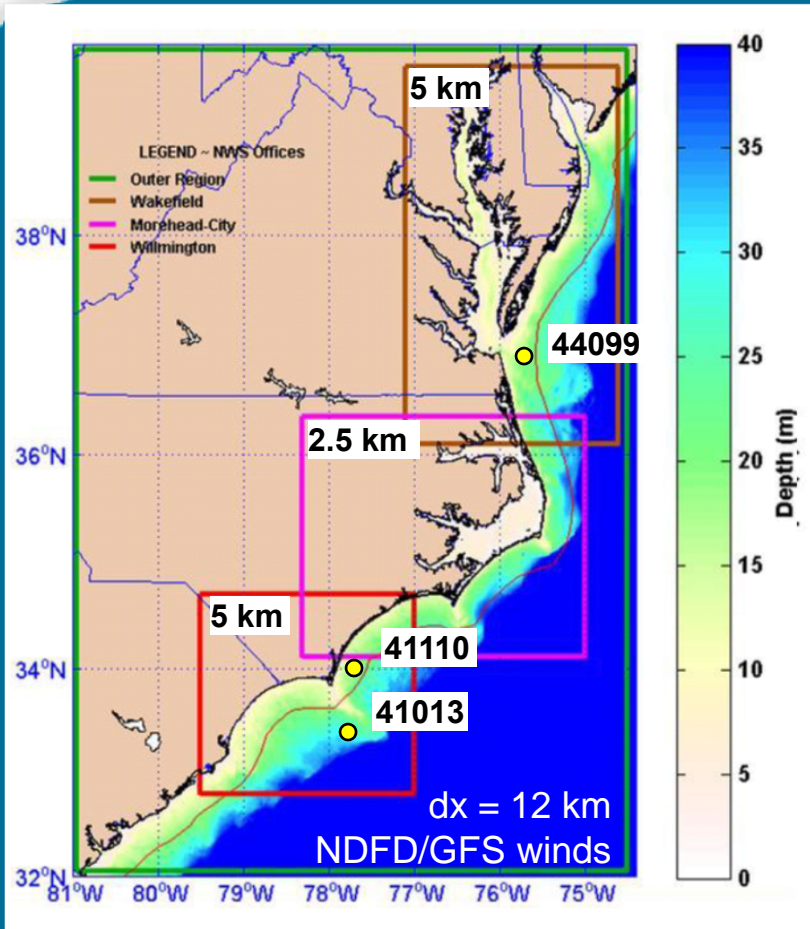 5 km
LEGEND ~ NWS Offices
Outer Region
Wakefield
Morehead-City
Wilmington
38°N
44099
2.5 km
36°N
5 km
41110
34°N
41013
dx = 12 km
NDFD/GFS winds
32°N
81°W 80°W 79°W 78°W 77°W 76°W 75°W
40
35
30
25
20
15
10
5
0
Depth (m)